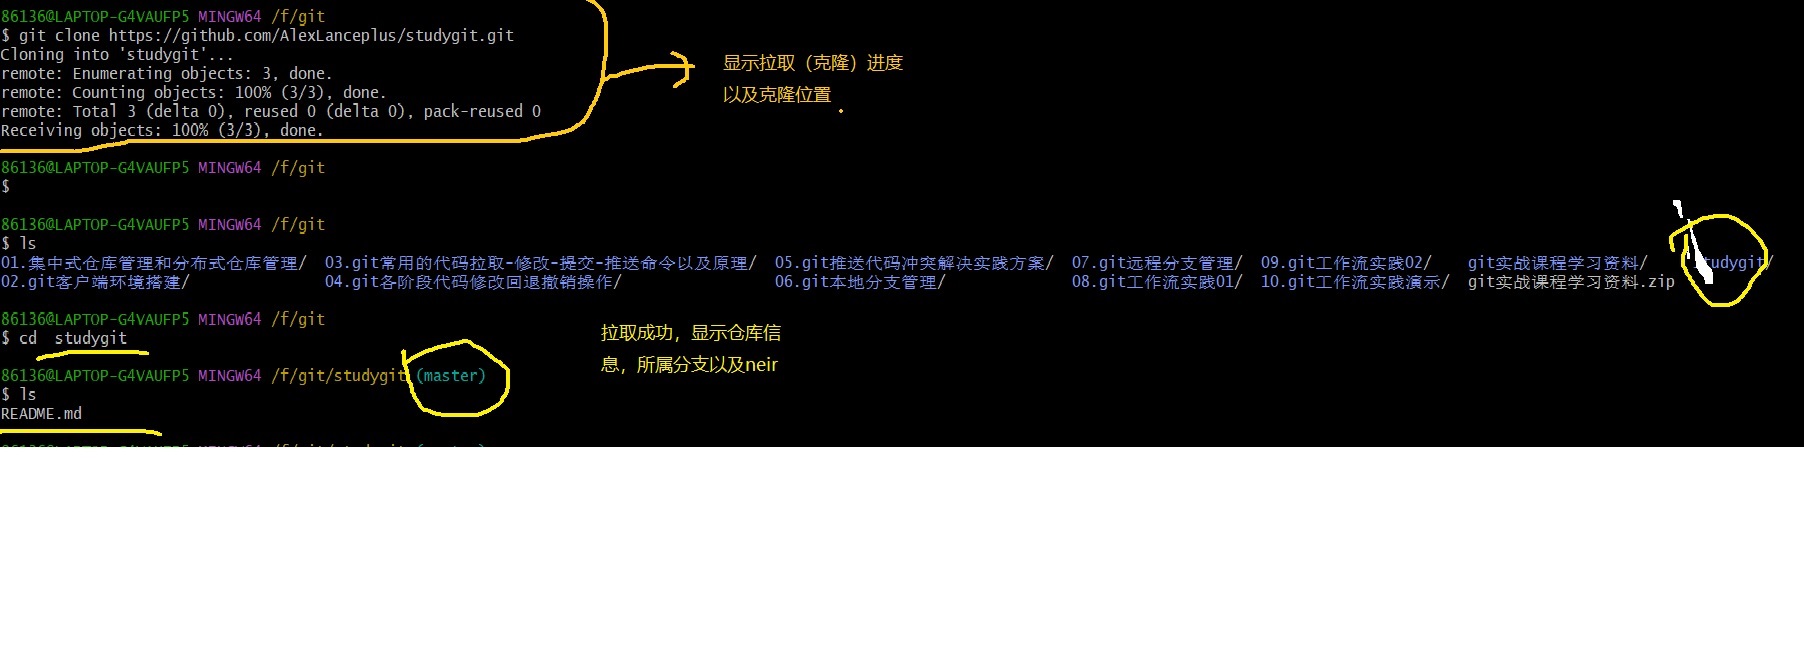 86136@LAPTOP-G4VAUFP5 MINGW64 /f/git
$ git clone https://github.com/AlexLanceplus/studygit.git
Cloning into 'studygit'...
remote: Enumerating objects: 3, done.
remote: Counting objects: 100% (3/3), done.
remote: Total 3 (delta 0), reused 0 (delta 0), pack-reused 0
Receiving objects: 100% (3/3), done.
显示拉取（克隆）进度
以及克隆位置
86136@LAPTOP-G4VAUFP5 MINGW64 /f/git
$
86136@LAPTOP-G4VAUFP5 MINGW64 /f/git
$ ls
01.集中式仓库管理和分布式仓库管理/ 03.git常用的代码拉取-修改-提交-推送命令以及原理/ 05.git推送代码冲突解决实践方案/ 07.git远程分支管理/ 09.git工作流实践02/ git实战课程学习资料/ studygit/
02.git客户端环境搭建/ 04.git各阶段代码修改回退撤销操作/ 06.git本地分支管理/ 08.git工作流实践01/ 10.git工作流实践演示/ git实战课程学习资料.zip
86136@LAPTOP-G4VAUFP5 MINGW64 /f/git
$ cd  studygit
拉取成功，显示仓库信
息，所属分支以及neir
86136@LAPTOP-G4VAUFP5 MINGW64 /f/git/studygit (master)
$ ls
README.md